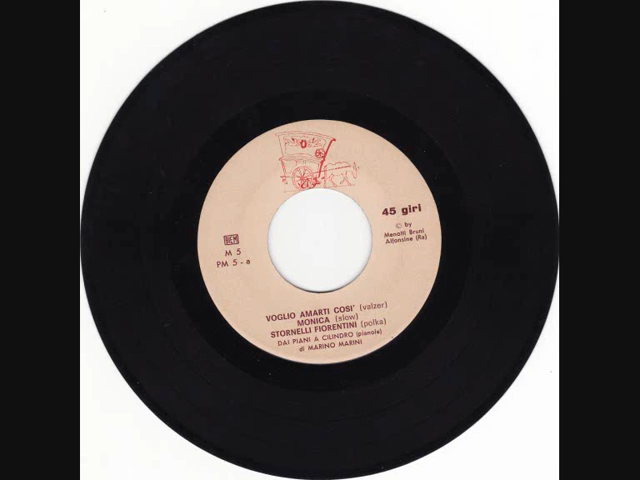 45 giri
© by
Menotti Bruni
Alfonsine (Ra)
BCM
M 5
PM 5 - a
VOGLIO AMARTI COSI' (valzer)
MONICA (slow)
STORNELLI FIORENTINI (polka)
DAI PIANI A CILINDRO (pianole)
di MARINO MARINI